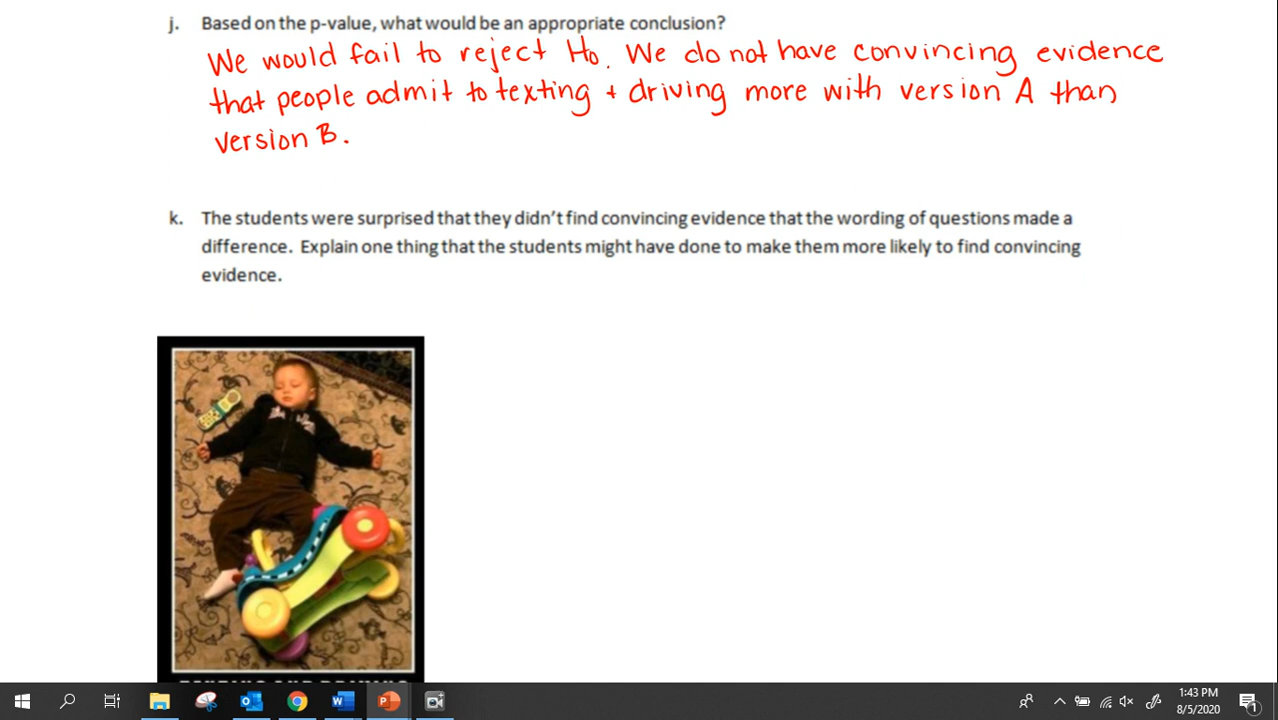 j. Based on the p-value, what would be an appropriate conclusion?
We would fail to reject Ho. We do not have convincing evidence
that people admit to texting + driving more with version A than
version B.
k. The students were surprised that they didn't find convincing evidence that the wording of questions made a
difference. Explain one thing that the students might have done to make them more likely to find convincing
evidence.
1:43 PM
8/5/2020
1